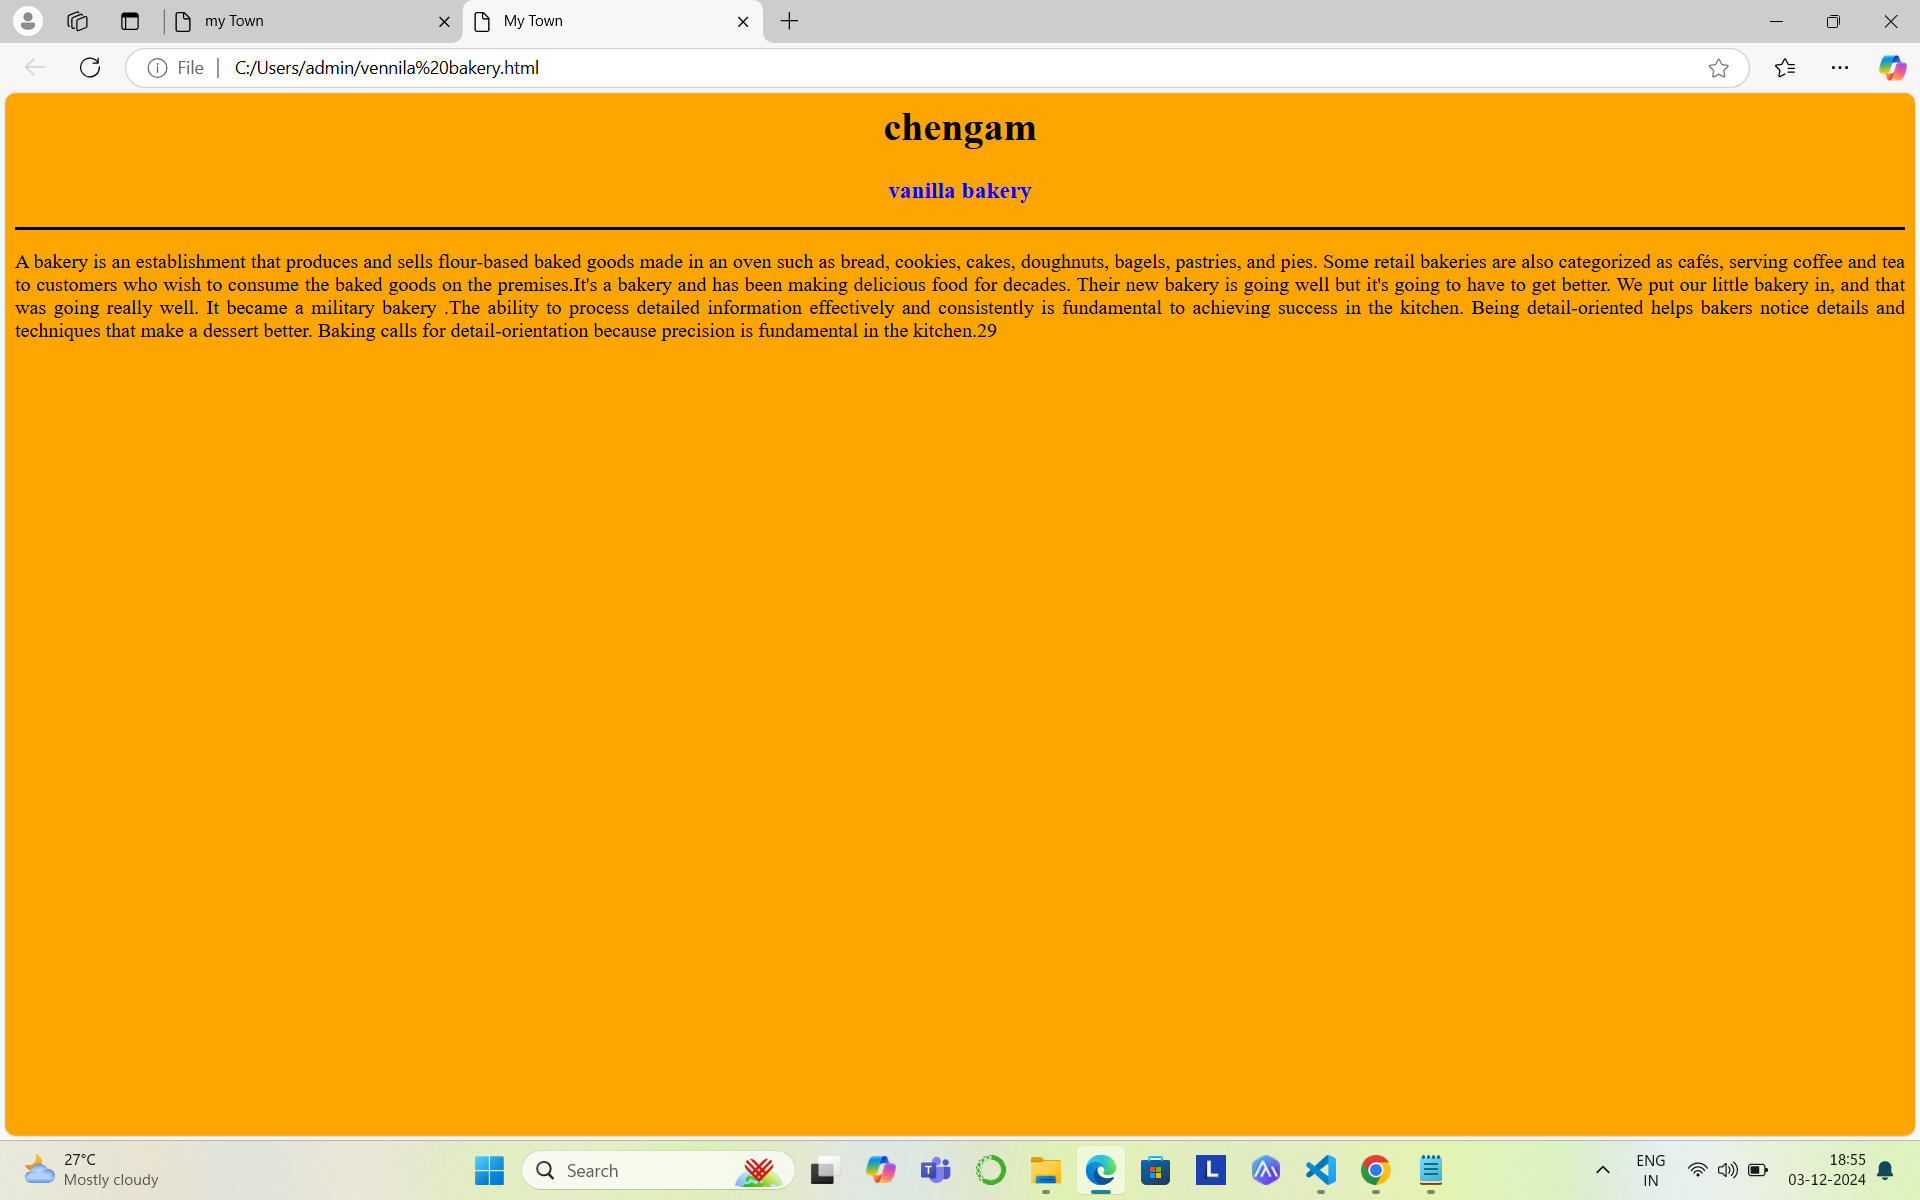 my Town
My Town
File
C:/Users/admin/vennila%20bakery.html
chengam
vanilla bakery
A bakery is an establishment that produces and sells flour-based baked goods made in an oven such as bread, cookies, cakes, doughnuts, bagels, pastries, and pies. Some retail bakeries are also categorized as cafés, serving coffee and tea
to customers who wish to consume the baked goods on the premises.It's a bakery and has been making delicious food for decades. Their new bakery is going well but it's going to have to get better. We put our little bakery in, and that
was going really well. It became a military bakery .The ability to process detailed information effectively and consistently is fundamental to achieving success in the kitchen. Being detail-oriented helps bakers notice details and
techniques that make a dessert better. Baking calls for detail-orientation because precision is fundamental in the kitchen.29
27°C
Mostly cloudy
Search
L
ENG
IN
18:55
03-12-2024